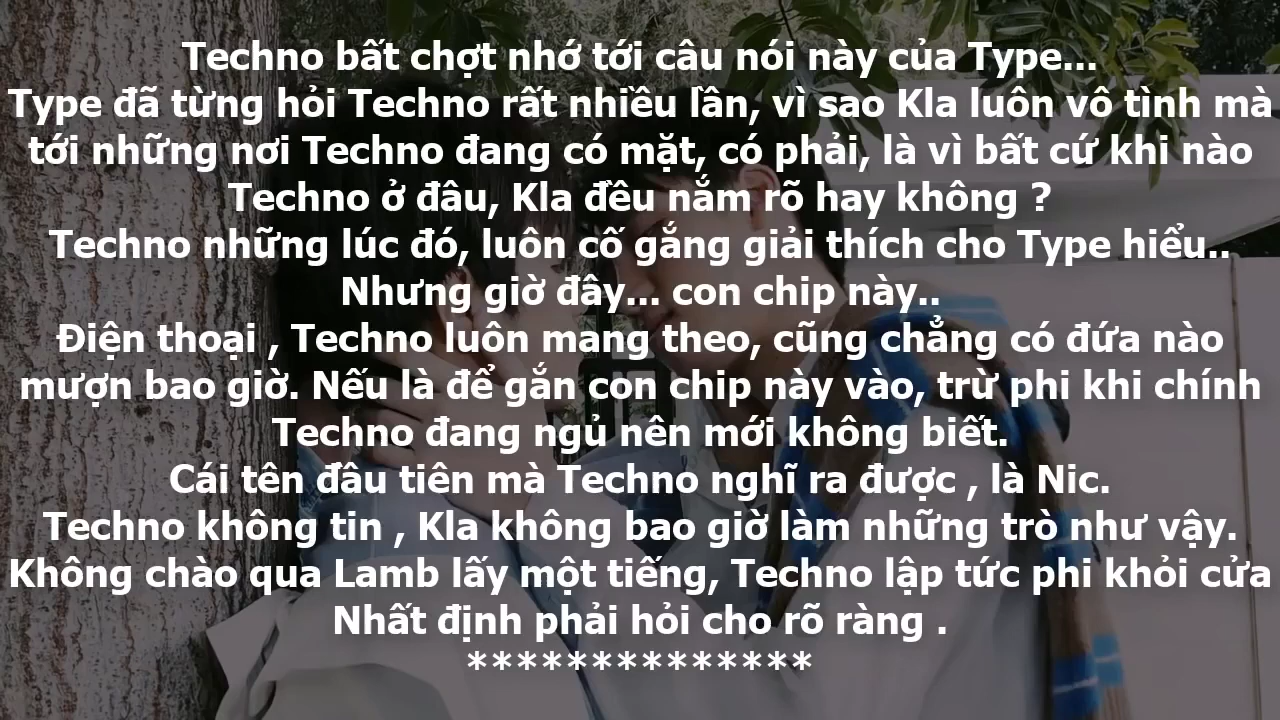 Techno bất chợt nhớ tới câu nói này của Type...
Type đã từng hỏi Techno rất nhiều lần, vì sao Kla luôn vô tình mà
tới những nơi Techno đang có mặt, có phải, là vì bất cứ khi nào
Techno ở đâu, Kla đều nắm rõ hay không ?
Techno những lúc đó, luôn cố gắng giải thích cho Type hiểu..
Nhưng giờ đây... con chip này..
Điện thoại , Techno luôn mang theo, cũng chẳng có đứa nào
mượn bao giờ. Nếu là để gắn con chip này vào, trừ phi khi chính
Techno đang ngủ nên mới không biết.
Cái tên đầu tiên mà Techno nghĩ ra được , là Nic.
Techno không tin , Kla không bao giờ làm những trò như vậy.
Không chào qua Lamb lấy một tiếng, Techno lập tức phi khỏi cửa
Nhất định phải hỏi cho rõ ràng .
**************